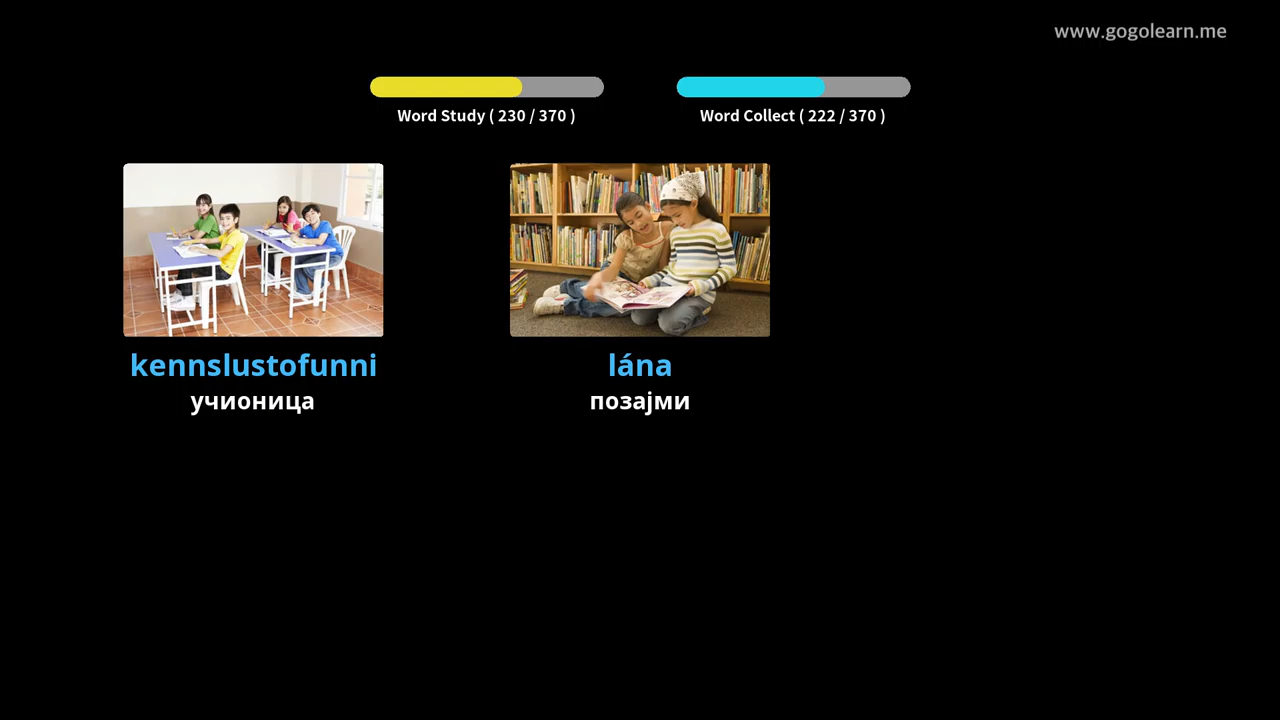 www.gogolearn.me
Word Study ( 230 / 370 )
Word Collect ( 222 / 370 )
kennslustofunni
учионица
lána
позајми